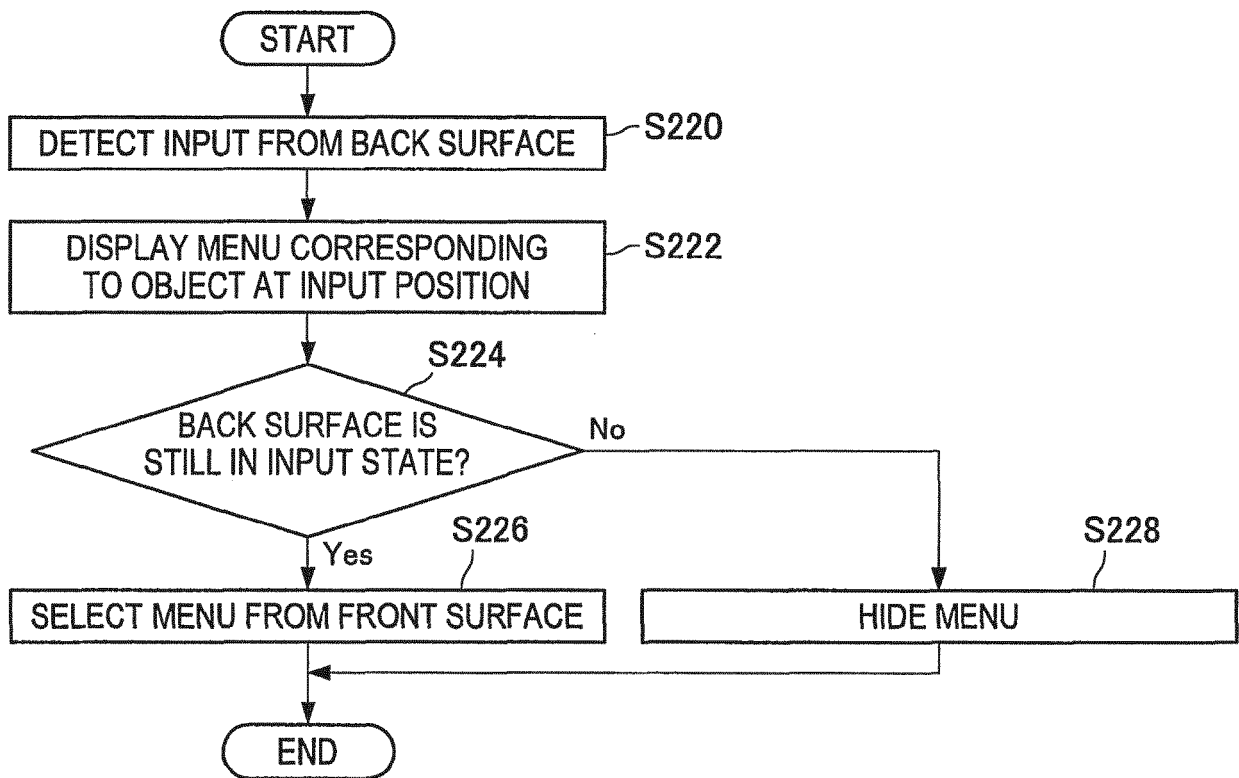 START
DETECT INPUT FROM BACK SURFACE
S220
DISPLAY MENU CORRESPONDING
TO OBJECT AT INPUT POSITION
S222
S224
BACK SURFACE IS
STILL IN INPUT STATE?
No
Yes
S226
SELECT MENU FROM FRONT SURFACE
S228
HIDE MENU
END